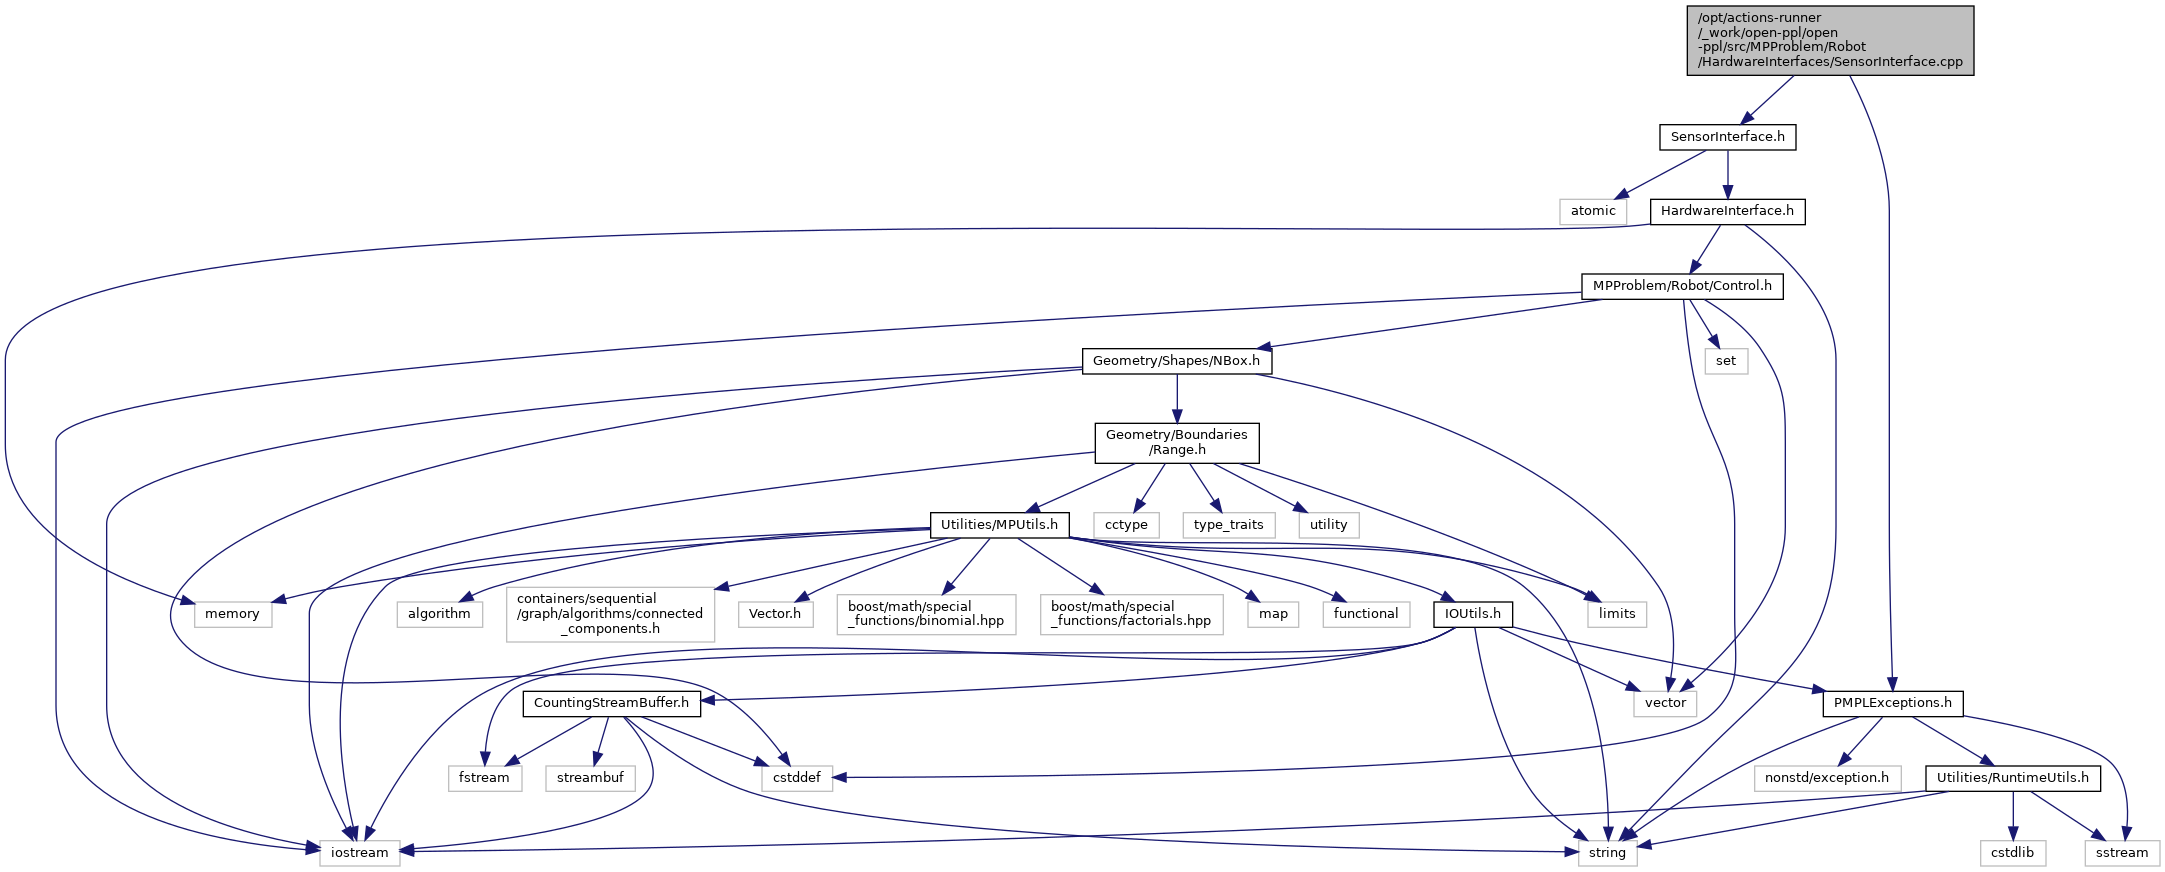 /opt/actions-runner
/_work/open-ppl/open
-ppl/src/MPProblem/Robot
/HardwareInterfaces/SensorInterface.cpp
SensorInterface.h
atomic
HardwareInterface.h
MPProblem/Robot/Control.h
Geometry/Shapes/NBox.h
set
Geometry/Boundaries
/Range.h
Utilities/MPUtils.h
cctype
type_traits
utility
memory
algorithm
containers/sequential
/graph/algorithms/connected
_components.h
Vector.h
boost/math/special
_functions/binomial.hpp
boost/math/special
_functions/factorials.hpp
map
functional
IOUtils.h
limits
CountingStreamBuffer.h
vector
PMPLExceptions.h
fstream
streambuf
cstddef
nonstd/exception.h
Utilities/RuntimeUtils.h
iostream
string
cstdlib
sstream